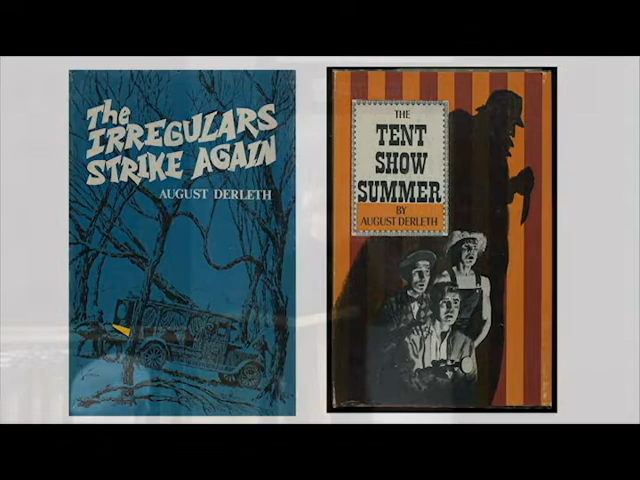 The
IRREGULARS
STRIKE AGAIN
AUGUST DERLETH
THE
TENT
SHOW
SUMMER
BY
AUGUST DERLETH